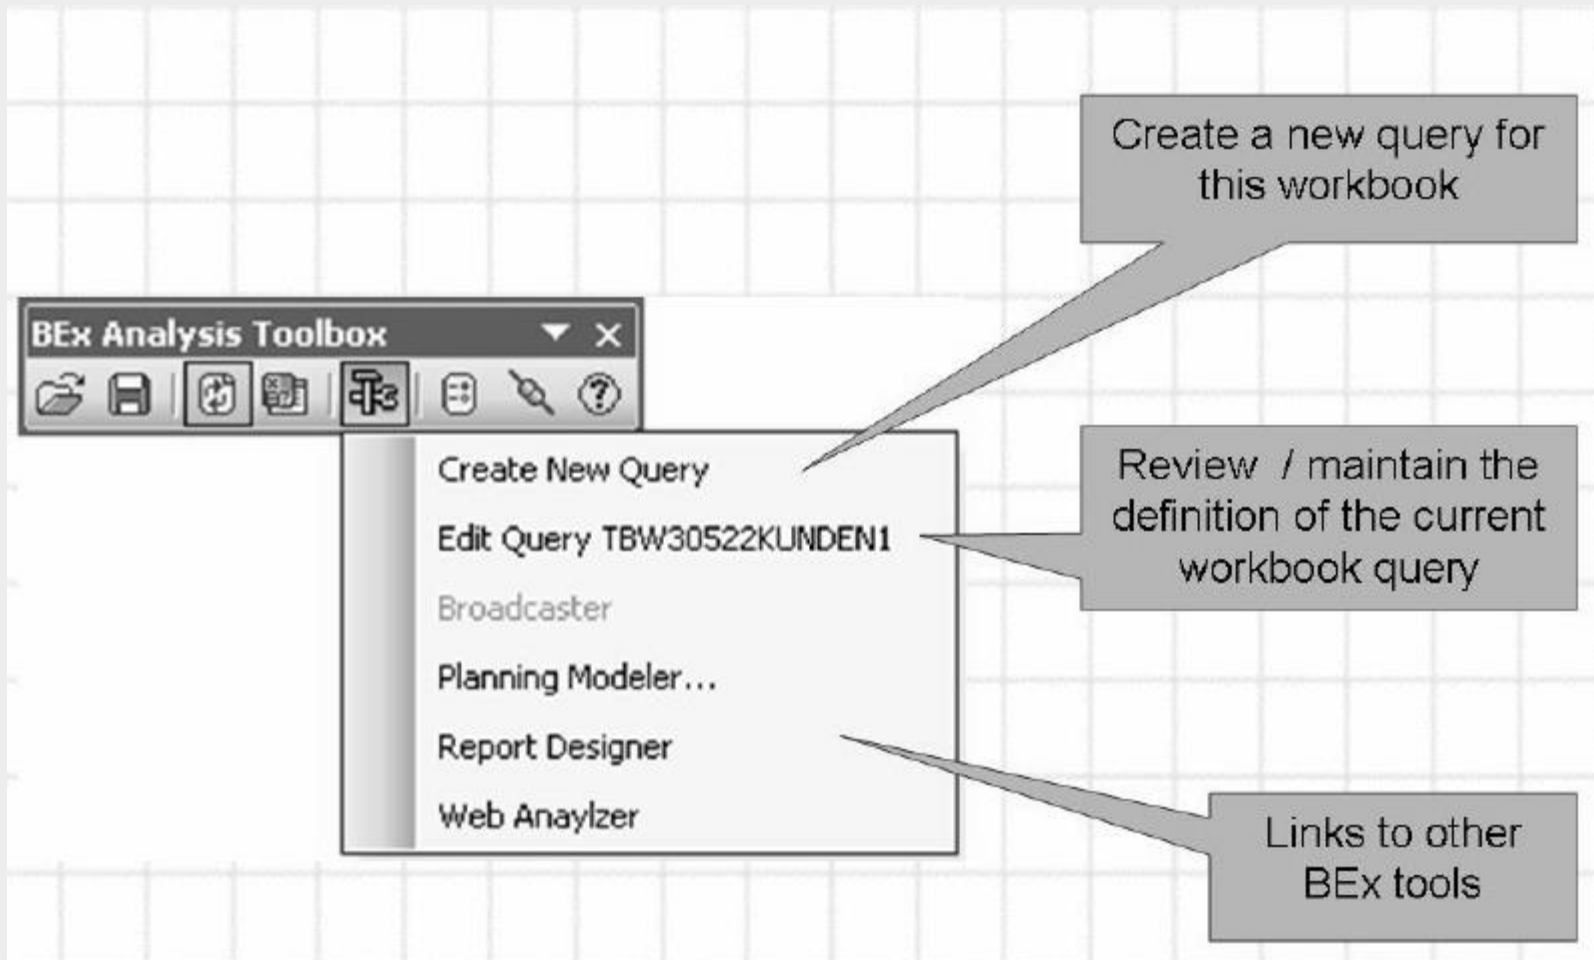 Create a new query for
this workbook
BEx Analysis Toolbox
Create New Query
Edit Query TBW30522KUNDEN1
Broadcaster
Planning Modeler...
Report Designer
Web Anaylzer
Review / maintain the
definition of the current
workbook query
Links to other
BEx tools